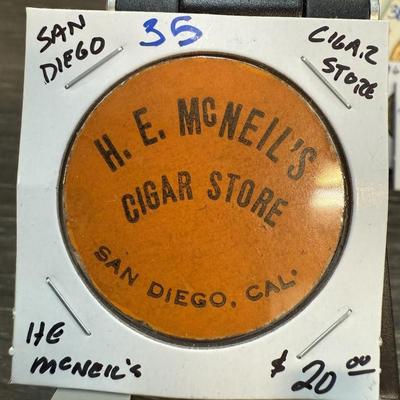 SAN
DIEGO
35
CIGAR
STORE
H. E. McNEIL'S
CIGAR STORE
SAN DIEGO, CAL.
HE
McNEIL'S
$20.00